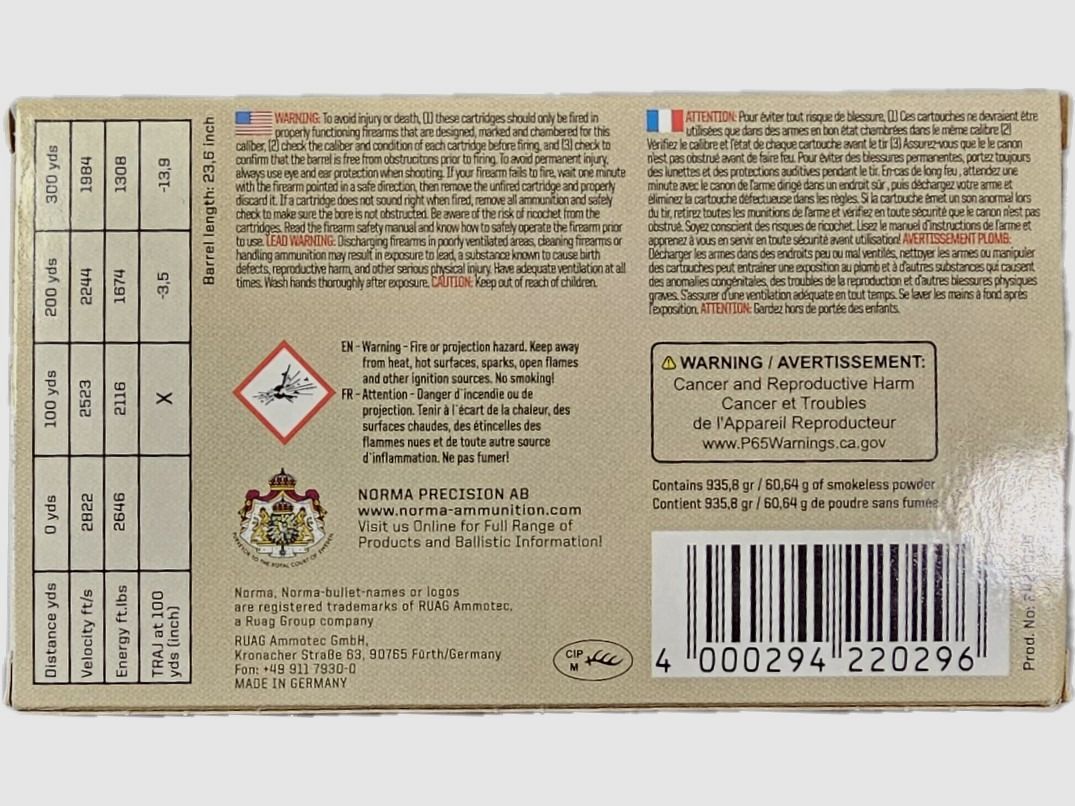 Distance yds 0 yds 100 yds 200 yds 300 yds
Velocity ft/s 2822 2523 2244 1984
Energy ft.lbs 2646 2116 1674 1308
TRAJ at 100 yds (inch) X -3,5 -13,9
Barrel length: 23,6 inch
WARNING: To avoid injury or death, (1) these cartridges should only be fired in
properly functioning firearms that are designed, marked and chambered for this
caliber, (2) check the caliber and condition of each cartridge before firing, and (3) check to
confirm that the barrel is free from obstrucitons prior to firing. To avoid permanent injury,
always use eye and ear protection when shooting. If your firearm fails to fire, wait one minute
with the firearm pointed in a safe direction, then remove the unfired cartridge and properly
discard it. If a cartridge does not sound right when fired, remove all ammunition and safely
check to make sure the bore is not obstructed. Be aware of the risk of ricochet from the
cartridges. Read the firearm safety manual and know how to safely operate the firearm prior
to use. LEAD WARNING: Discharging firearms in poorly ventilated areas, cleaning firearms or
handling ammunition may result in exposure to lead, a substance known to cause birth
defects, reproductive harm, and other serious physical injury. Have adequate ventilation at all
times. Wash hands thoroughly after exposure. CAUTION: Keep out of reach of children.
ATTENTION: Pour éviter tout risque de blessure, (1) Ces cartouches ne devraient être
utilisées que dans des armes en bon état chambrées dans le même calibre (2)
Vérifiez le calibre et l'état de chaque cartouche avant le tir (3) Assurez-vous que le le canon
n'est pas obstrué avant de faire feu. Pour éviter des blessures permanentes, portez toujours
des lunettes et des protections auditives pendant le tir. En-cas de long feu , attendez une
minute avec le canon de l'arme dirigé dans un endroit sûr , puis déchargez votre arme et
éliminez la cartouche défectueuse dans les règles. Si la cartouche émet un son anormal lors
du tir, retirez toutes les munitions de l'arme et vérifiez en toute sécurité que le canon n'est pas
obstrué. Soyez conscient des risques de ricochet. Lisez le manuel d'instructions de l'arme et
apprenez à vous en servir en toute sécurité avant utilisation! AVERTISSEMENT PLOMB:
Décharger les armes dans des endroits peu ou mal ventilés, nettoyer les armes ou manipuler
des cartouches peut entraîner une exposition au plomb et à d'autres substances qui causent
des anomalies congénitales, des troubles de la reproduction et d'autres blessures physiques
graves. S'assurer d'une ventilation adéquate en tout temps. Se laver les mains à fond après
l'exposition. ATTENTION: Gardez hors de portée des enfants.
EN - Warning - Fire or projection hazard. Keep away
from heat, hot surfaces, sparks, open flames
and other ignition sources. No smoking!
FR - Attention - Danger d'incendie ou de
projection. Tenir à l'écart de la chaleur, des
surfaces chaudes, des étincelles des
flammes nues et de toute autre source
d'inflammation. Ne pas fumer!
WARNING / AVERTISSEMENT:
Cancer and Reproductive Harm
Cancer et Troubles
de l'Appareil Reproducteur
www.P65Warnings.ca.gov
Contains 935,8 gr / 60,64 g of smokeless powder
Contient 935,8 gr / 60,64 g de poudre sans fumée
PURVEYOR TO THE ROYAL COURT OF SWEDEN
NORMA PRECISION AB
www.norma-ammunition.com
Visit us Online for Full Range of
Products and Ballistic Information!
Norma, Norma-bullet-names or logos
are registered trademarks of RUAG Ammotec,
a Ruag Group company
RUAG Ammotec GmbH,
Kronacher Straße 63, 90765 Fürth/Germany
Fon: +49 911 7930-0
MADE IN GERMANY
CIP
M
4 000294 220296
Prod. No: